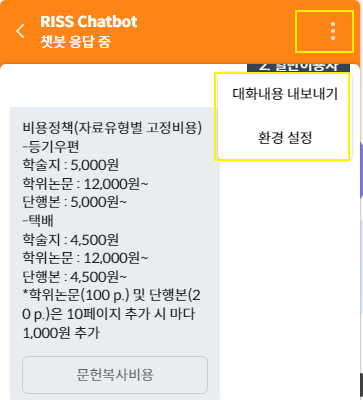 RISS Chatbot
챗봇 응답 중
대화내용 내보내기
환경 설정
비용정책(자료유형별 고정비용)
-등기우편
학술지 : 5,000원
학위논문 : 12,000원~
단행본 : 5,000원~
-택배
학술지 : 4,500원
학위논문 : 12,000원~
단행본 : 4,500원~
*학위논문(100 p.) 및 단행본(2
0 p.)은 10페이지 추가 시 마다
1,000원 추가
문헌복사비용